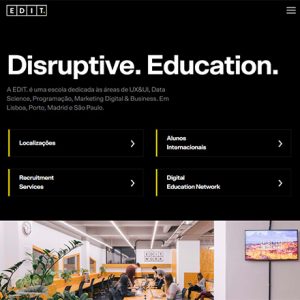 EDIT.
Disruptive. Education.
A EDIT. é uma escola dedicada às áreas de UX&UI, Data
Science, Programação, Marketing Digital & Business. Em
Lisboa, Porto, Madrid e São Paulo.
Localizações
Alunos
Internacionais
Recruitment
Services
Digital
Education Network
EDIT.